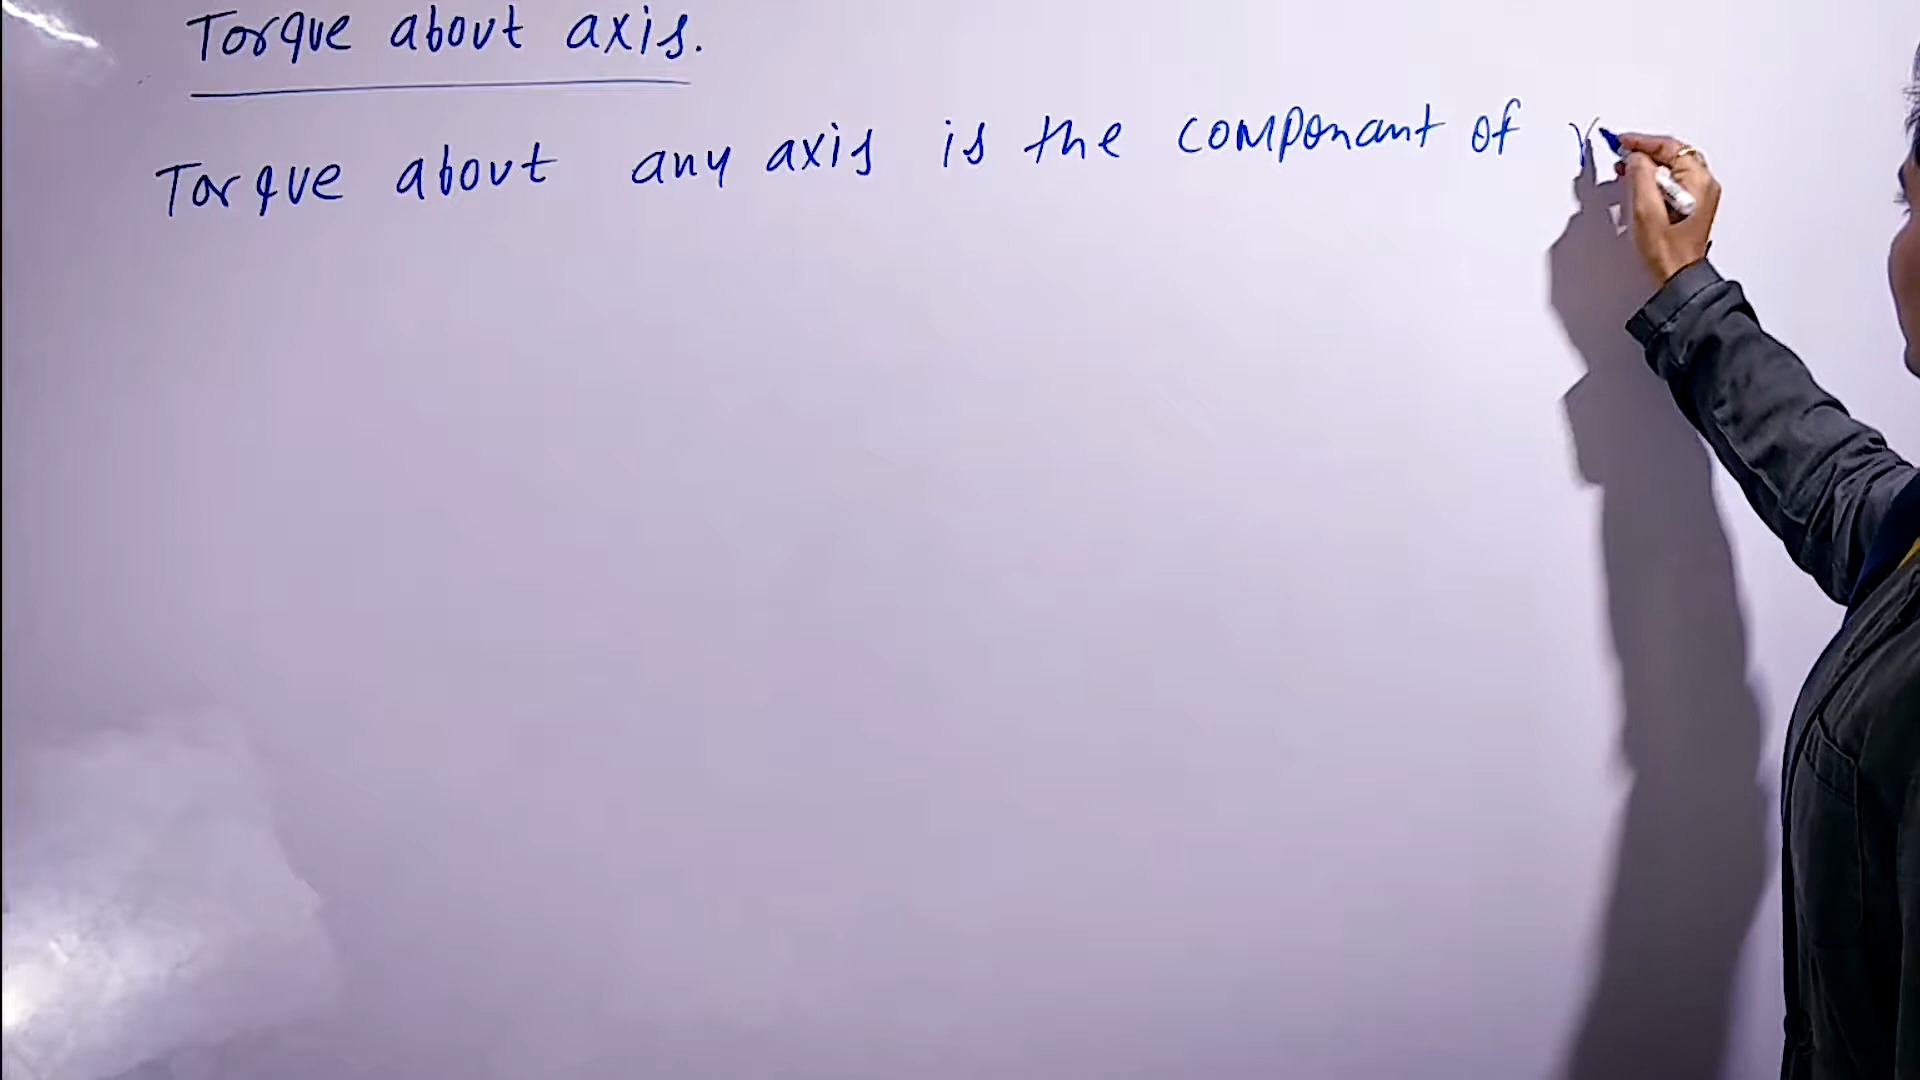 Torque about axis.
Torque about any axis is the componant of